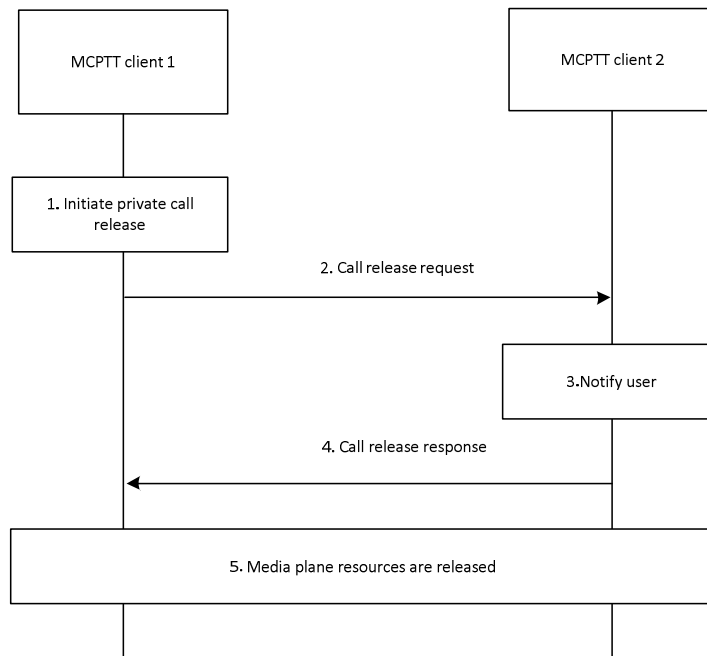 MCPTT client 1
MCPTT client 2
1. Initiate private call
release
2. Call release request
3.Notify user
4. Call release response
5. Media plane resources are released